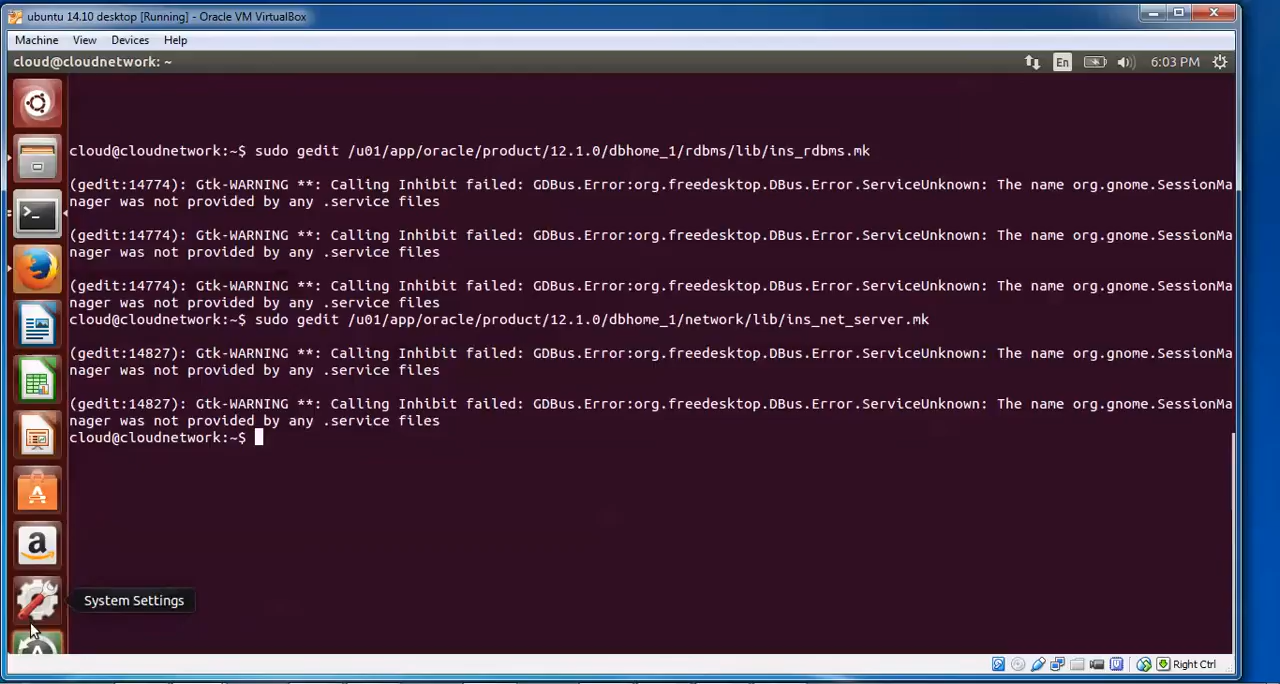 ubuntu 14.10 desktop [Running] - Oracle VM VirtualBox
Machine View Devices Help
cloud@cloudnetwork: ~ En 6:03 PM
cloud@cloudnetwork:~$ sudo gedit /u01/app/oracle/product/12.1.0/dbhome_1/rdbms/lib/ins_rdbms.mk
(gedit:14774): Gtk-WARNING **: Calling Inhibit failed: GDBus.Error:org.freedesktop.DBus.Error.ServiceUnknown: The name org.gnome.SessionMa
nager was not provided by any .service files
(gedit:14774): Gtk-WARNING **: Calling Inhibit failed: GDBus.Error:org.freedesktop.DBus.Error.ServiceUnknown: The name org.gnome.SessionMa
nager was not provided by any .service files
(gedit:14774): Gtk-WARNING **: Calling Inhibit failed: GDBus.Error:org.freedesktop.DBus.Error.ServiceUnknown: The name org.gnome.SessionMa
nager was not provided by any .service files
cloud@cloudnetwork:~$ sudo gedit /u01/app/oracle/product/12.1.0/dbhome_1/network/lib/ins_net_server.mk
(gedit:14827): Gtk-WARNING **: Calling Inhibit failed: GDBus.Error:org.freedesktop.DBus.Error.ServiceUnknown: The name org.gnome.SessionMa
nager was not provided by any .service files
(gedit:14827): Gtk-WARNING **: Calling Inhibit failed: GDBus.Error:org.freedesktop.DBus.Error.ServiceUnknown: The name org.gnome.SessionMa
nager was not provided by any .service files
cloud@cloudnetwork:~$
a
System Settings
Right Ctrl